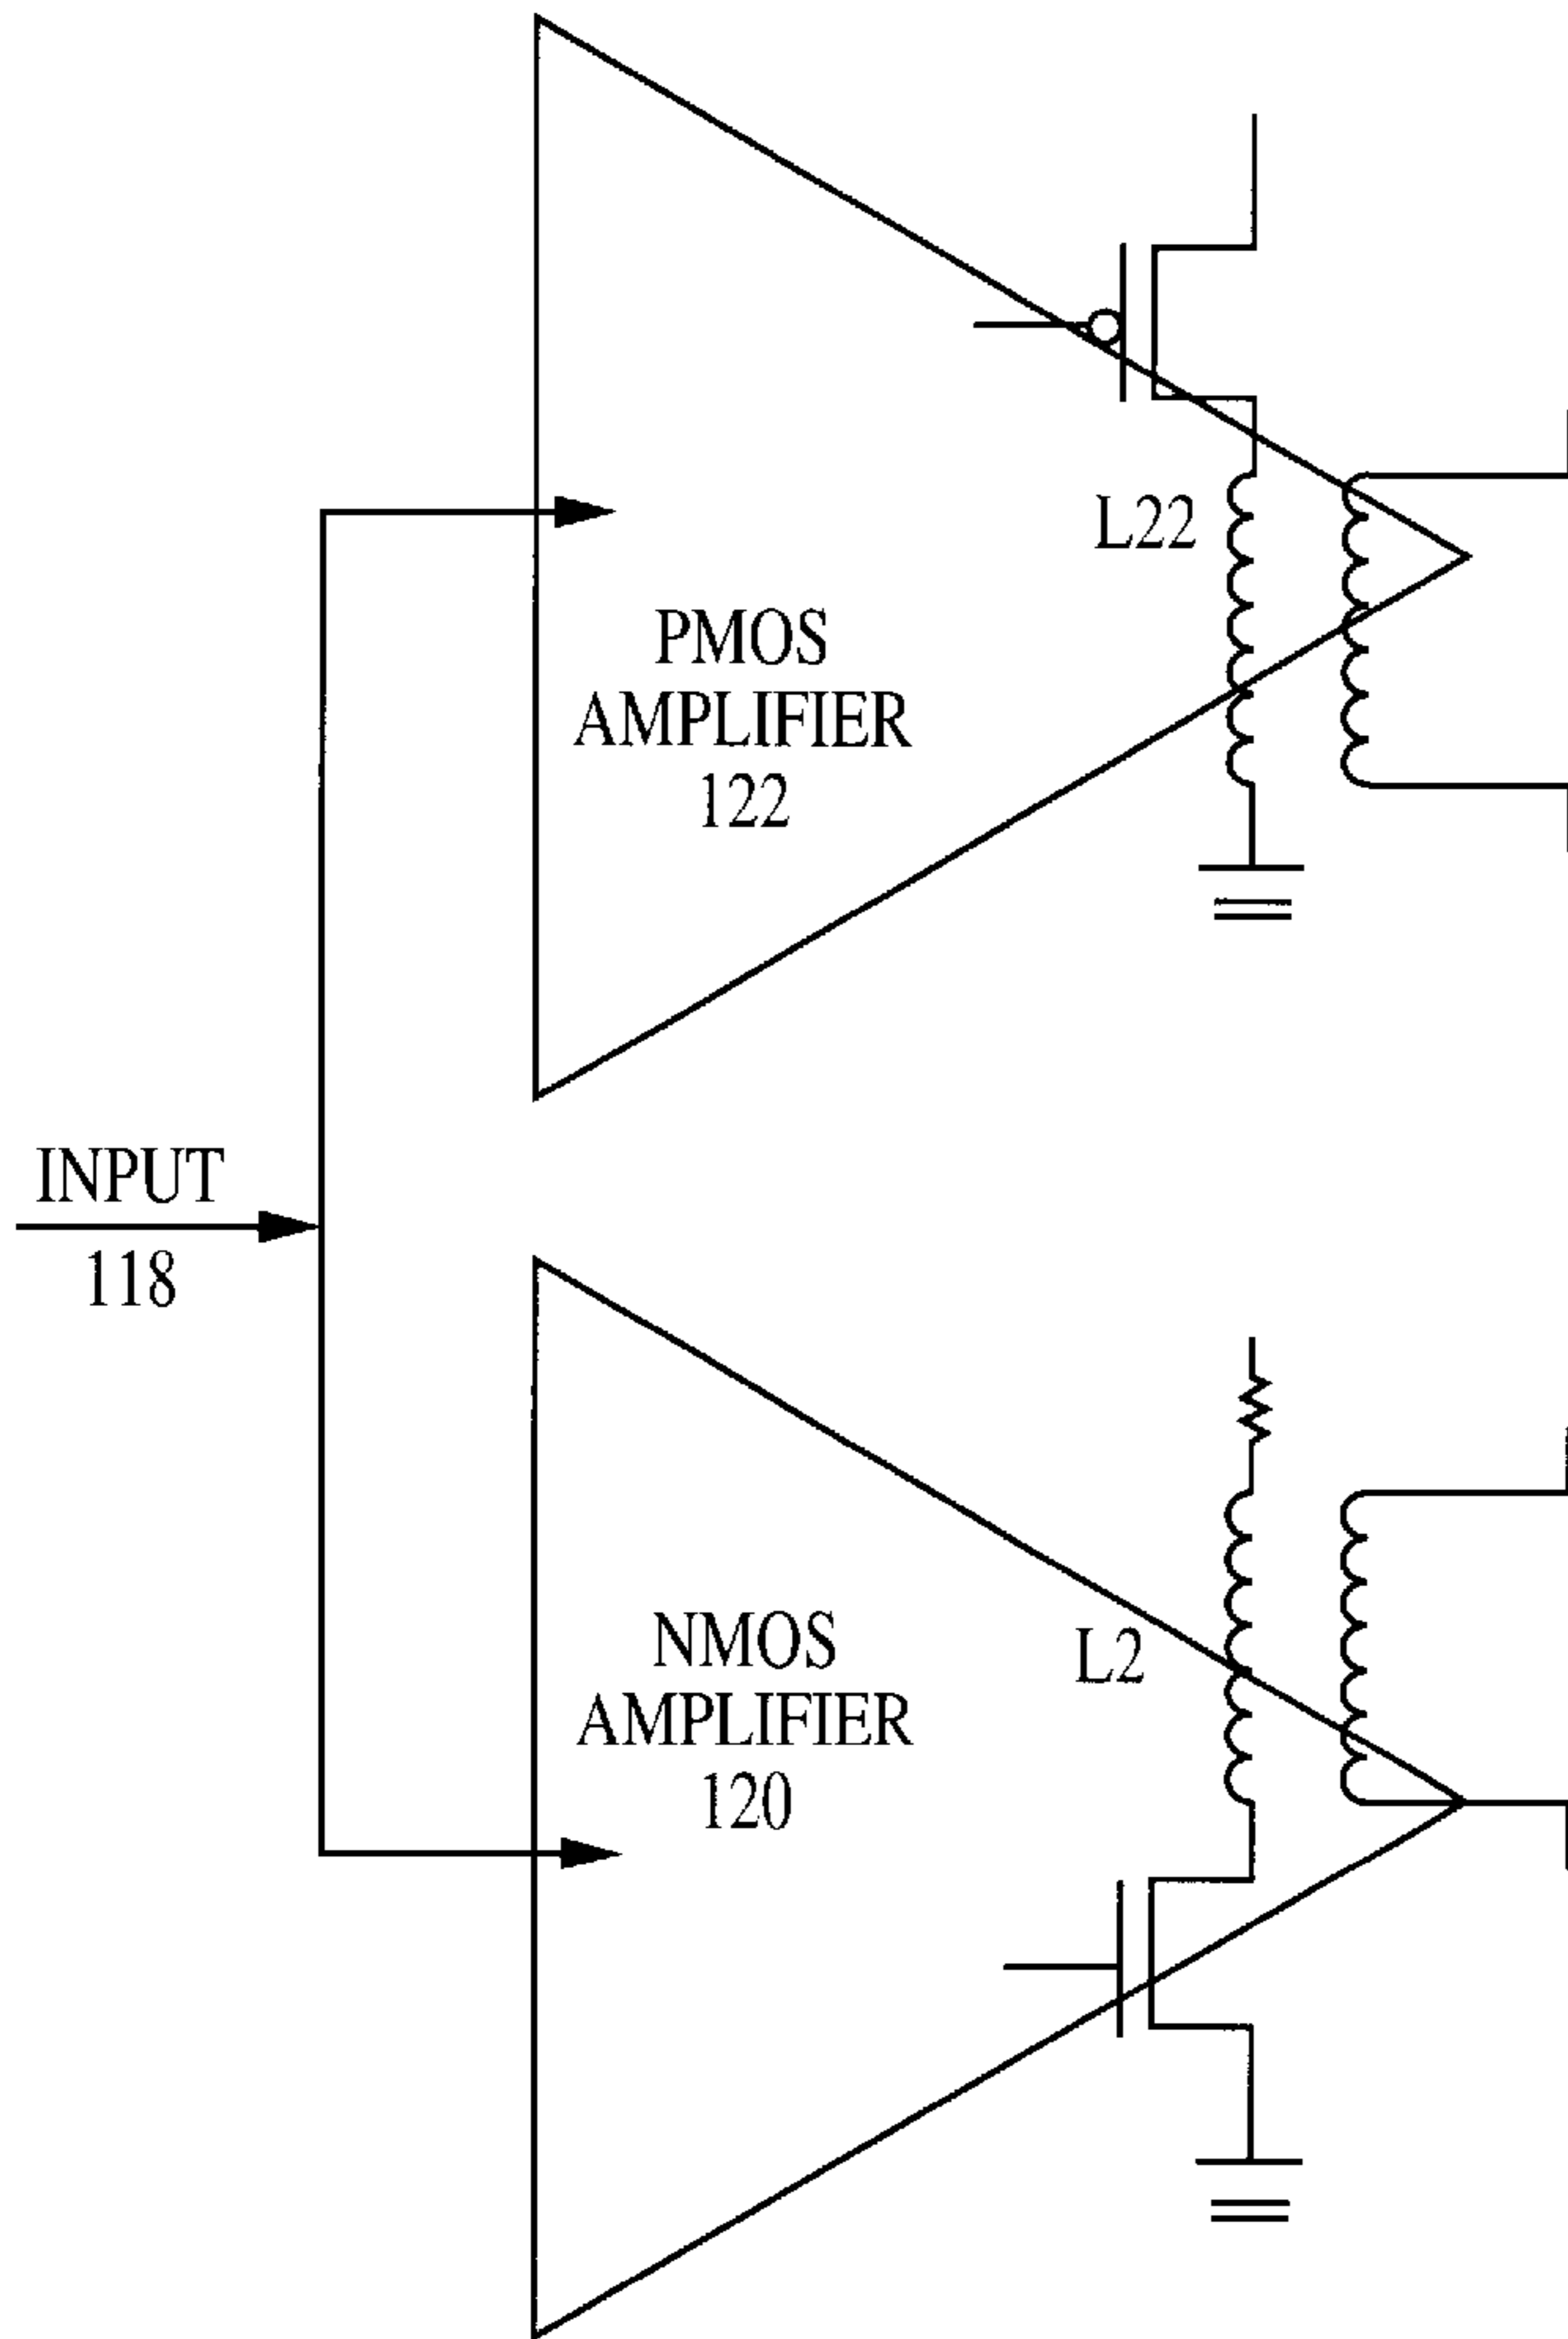 L22
PMOS
AMPLIFIER
122
INPUT
118
L2
NMOS
AMPLIFIER
120